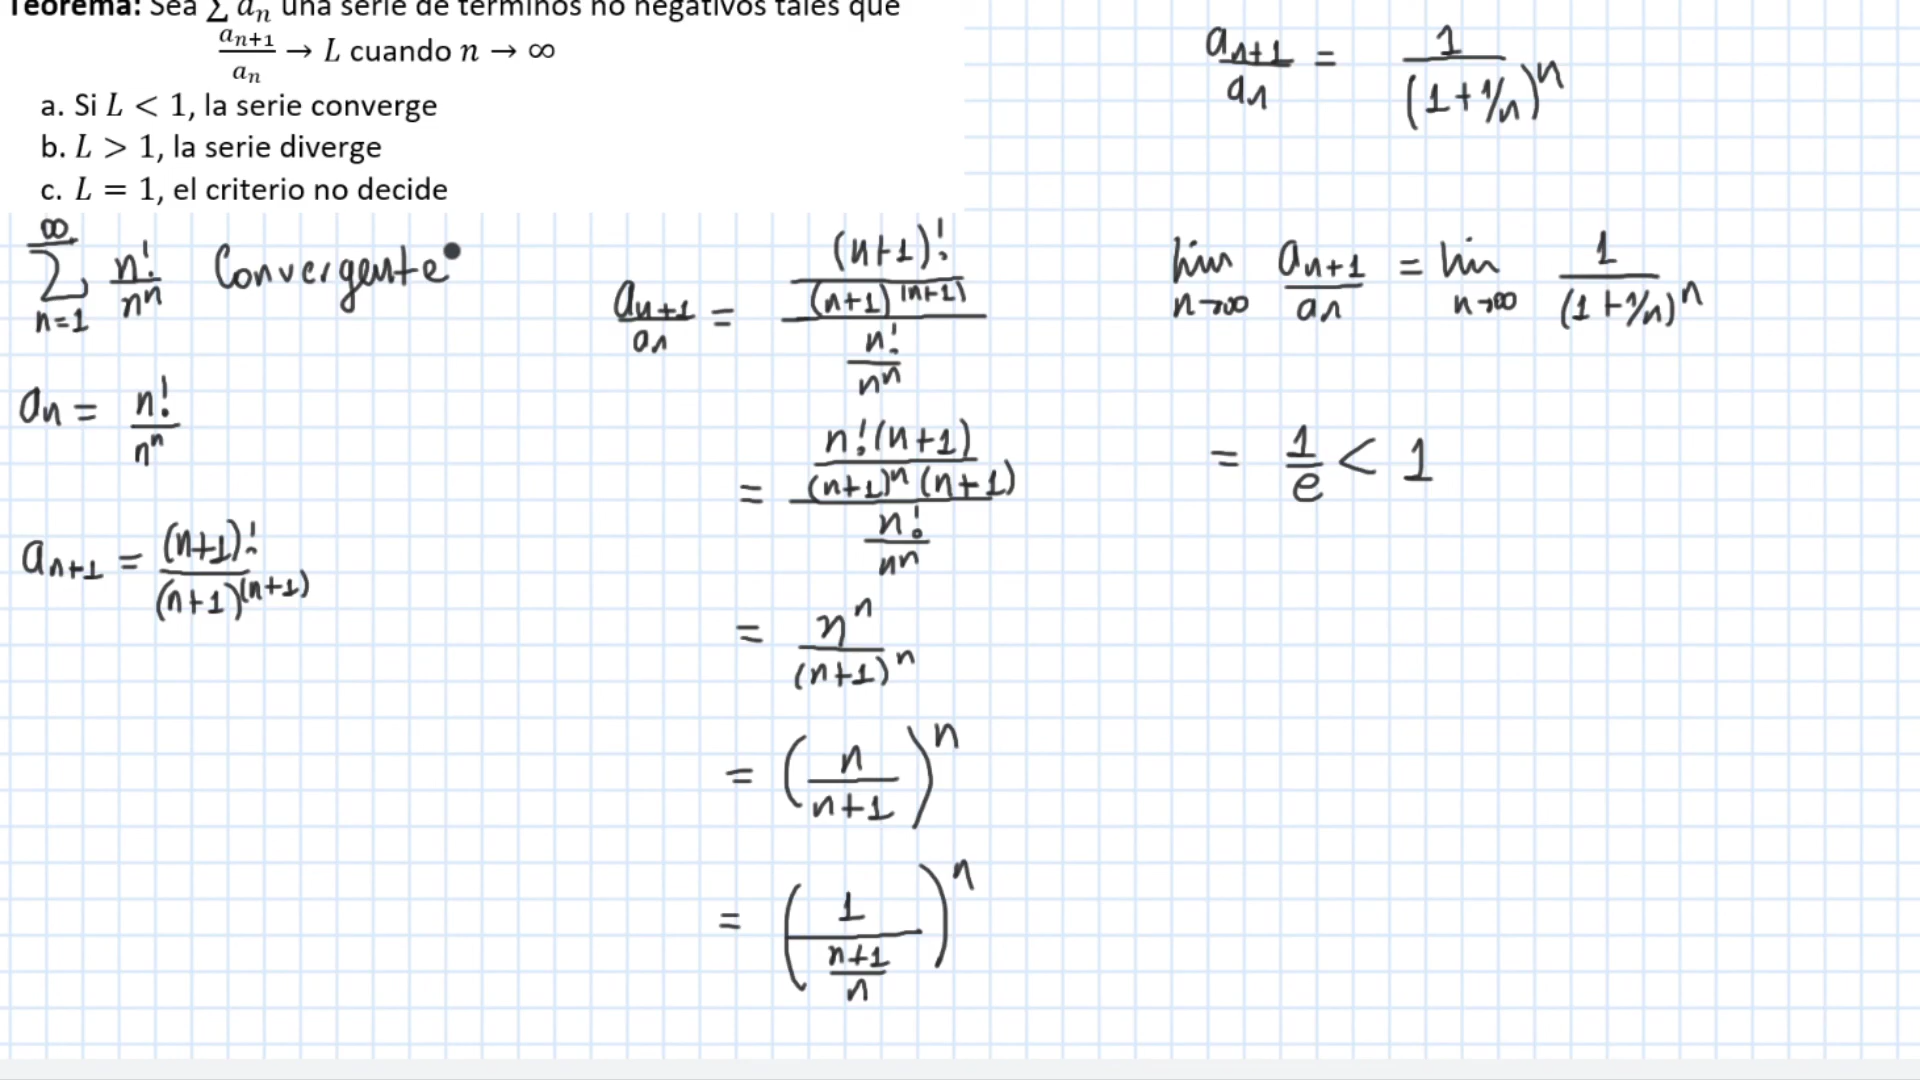 Teorema: Sea ∑ aₙ una serie de términos no negativos tales que
aₙ₊₁/aₙ → L cuando n → ∞
a. Si L < 1, la serie converge
b. L > 1, la serie diverge
c. L = 1, el criterio no decide
∞∑n=1 n!/nⁿ Convergente
aₙ = n!/nⁿ
aₙ₊₁ = (n+1)!/(n+1)⁽ⁿ⁺¹⁾
aₙ₊₁/aₙ = ((n+1)!/(n+1)⁽ⁿ⁺¹⁾)/(n!/nⁿ)
= (n!(n+1)/(n+1)ⁿ(n+1))/(n!/nⁿ)
= nⁿ/(n+1)ⁿ
= (n/(n+1))ⁿ
= (1/((n+1)/n))ⁿ
aₙ₊₁/aₙ = 1/(1+1/n)ⁿ
lim n→∞ aₙ₊₁/aₙ = lim n→∞ 1/(1+1/n)ⁿ
= 1/e < 1